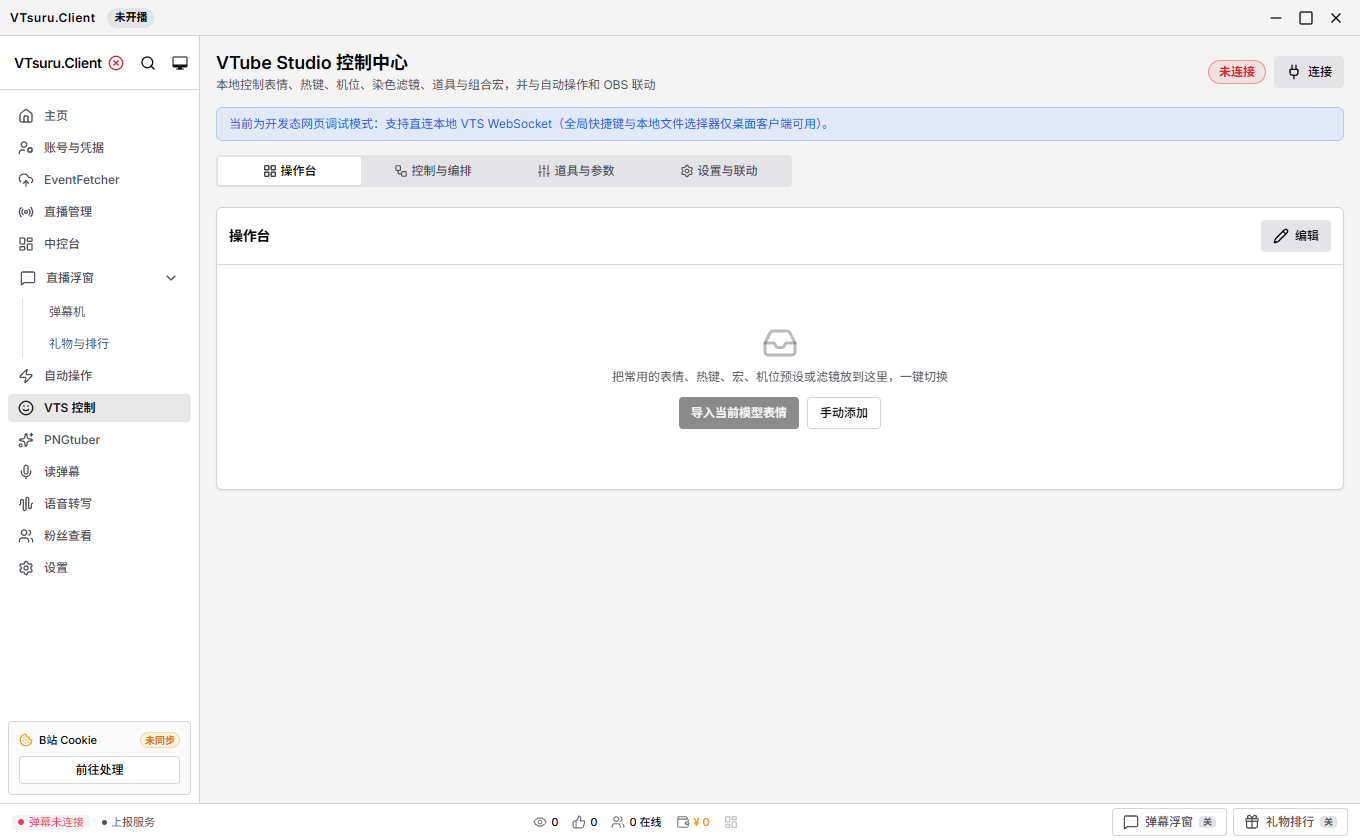 VTsuru.Client 未开播
VTsuru.Client
主页
账号与凭据
EventFetcher
直播管理
中控台
直播浮窗
弹幕机
礼物与排行
自动操作
VTS 控制
PNGtuber
读弹幕
语音转写
粉丝查看
设置
B站 Cookie 未同步
前往处理
VTube Studio 控制中心
本地控制表情、热键、机位、染色滤镜、道具与组合宏，并与自动操作和 OBS 联动
未连接 连接
当前为开发态网页调试模式：支持直连本地 VTS WebSocket（全局快捷键与本地文件选择器仅桌面客户端可用）。
操作台 控制与编排 道具与参数 设置与联动
操作台 编辑
把常用的表情、热键、宏、机位预设或滤镜放到这里，一键切换
导入当前模型表情 手动添加
弹幕未连接 上报服务 0 0 0 在线 ¥ 0 弹幕浮窗 关 礼物排行 关